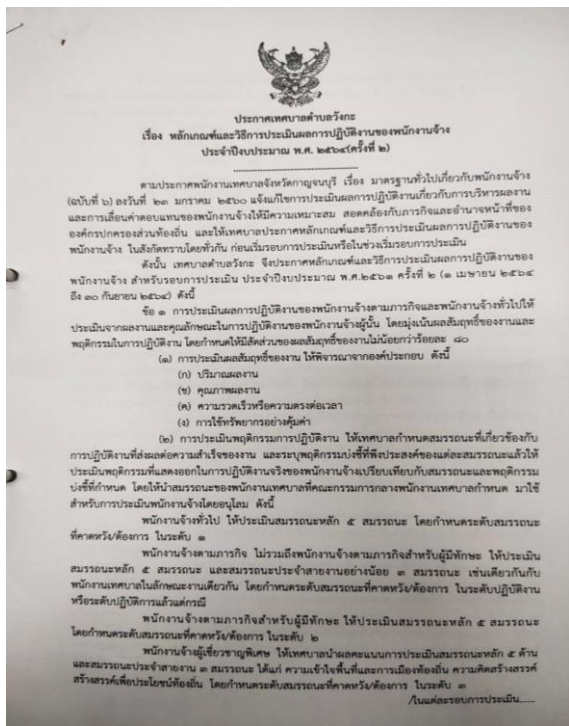 ประกาศเทศบาลตำบลวังกะ
เรื่อง หลักเกณฑ์และวิธีการประเมินผลการปฏิบัติงานของพนักงานจ้าง
ประจำปีงบประมาณ พ.ศ. ๒๕๖๔(ครั้งที่ ๒)
ตามประกาศพนักงานเทศบาลจังหวัดกาญจนบุรี เรื่อง มาตรฐานทั่วไปเกี่ยวกับพนักงานจ้าง
(ฉบับที่ ๖) ลงวันที่ ๒๓ มกราคม ๒๕๖๐ แจ้งแก้ไขการประเมินผลการปฏิบัติงานเกี่ยวกับการบริหารผลงาน
และการเลื่อนค่าตอบแทนของพนักงานจ้างให้มีความเหมาะสม สอดคล้องกับภารกิจและอำนาจหน้าที่ของ
องค์กรปกครองส่วนท้องถิ่น และให้เทศบาลประกาศหลักเกณฑ์และวิธีการประเมินผลการปฏิบัติงานของ
พนักงานจ้าง ในสังกัดทราบโดยทั่วกัน ก่อนเริ่มรอบการประเมินหรือในช่วงเริ่มรอบการประเมิน
ดังนั้น เทศบาลตำบลวังกะ จึงประกาศหลักเกณฑ์และวิธีการประเมินผลการปฏิบัติงานของ
พนักงานจ้าง สำหรับรอบการประเมิน ประจำปีงบประมาณ พ.ศ.๒๕๖๑ ครั้งที่ ๒ (๑ เมษายน ๒๕๖๔
ถึง ๓๐ กันยายน ๒๕๖๔) ดังนี้
ข้อ ๑ การประเมินผลการปฏิบัติงานของพนักงานจ้างตามภารกิจและพนักงานจ้างทั่วไปให้
ประเมินจากผลงานและคุณลักษณะในการปฏิบัติงานของพนักงานจ้างผู้นั้น โดยมุ่งเน้นผลสัมฤทธิ์ของงานและ
พฤติกรรมในการปฏิบัติงาน โดยกำหนดให้มีสัดส่วนของผลสัมฤทธิ์ของงานไม่น้อยกว่าร้อยละ ๘๐
(๑) การประเมินผลสัมฤทธิ์ของงาน ให้พิจารณาจากองค์ประกอบ ดังนี้
(ก) ปริมาณผลงาน
(ข) คุณภาพผลงาน
(ค) ความรวดเร็วหรือความตรงต่อเวลา
(ง) การใช้ทรัพยากรอย่างคุ้มค่า
(๒) การประเมินพฤติกรรมการปฏิบัติงาน ให้เทศบาลกำหนดสมรรถนะที่เกี่ยวข้องกับ
การปฏิบัติงานที่ส่งผลต่อความสำเร็จของงาน และระบุพฤติกรรมบ่งชี้ที่พึงประสงค์ของแต่ละสมรรถนะแล้วให้
ประเมินพฤติกรรมที่แสดงออกในการปฏิบัติงานจริงของพนักงานจ้างเปรียบเทียบกับสมรรถนะและพฤติกรรม
บ่งชี้ที่กำหนด โดยให้นำสมรรถนะของพนักงานเทศบาลที่คณะกรรมการกลางพนักงานเทศบาลกำหนด มาใช้
สำหรับการประเมินพนักงานจ้างโดยอนุโลม ดังนี้
พนักงานจ้างทั่วไป ให้ประเมินสมรรถนะหลัก ๕ สมรรถนะ โดยกำหนดระดับสมรรถนะ
ที่คาดหวัง/ต้องการ ในระดับ ๑
พนักงานจ้างตามภารกิจ ไม่รวมถึงพนักงานจ้างตามภารกิจสำหรับผู้มีทักษะ ให้ประเมิน
สมรรถนะหลัก ๕ สมรรถนะ และสมรรถนะประจำสายงานอย่างน้อย ๓ สมรรถนะ เช่นเดียวกันกับ
พนักงานเทศบาลในลักษณะงานเดียวกัน โดยกำหนดระดับสมรรถนะที่คาดหวัง/ต้องการ ในระดับปฏิบัติงาน
หรือระดับปฏิบัติการแล้วแต่กรณี
พนักงานจ้างตามภารกิจสำหรับผู้มีทักษะ ให้ประเมินสมรรถนะหลัก ๕ สมรรถนะ
โดยกำหนดระดับสมรรถนะที่คาดหวัง/ต้องการ ในระดับ ๒
พนักงานจ้างผู้เชี่ยวชาญพิเศษ ให้เทศบาลนำผลคะแนนการประเมินสมรรถนะหลัก ๕ ด้าน
และสมรรถนะประจำสายงาน ๓ สมรรถนะ ได้แก่ ความเข้าใจพื้นที่และการเมืองท้องถิ่น ความคิดสร้างสรรค์
สร้างสรรค์เพื่อประโยชน์ท้องถิ่น โดยกำหนดระดับสมรรถนะที่คาดหวัง/ต้องการ ในระดับ ๓
/ในแต่ละรอบการประเมิน......